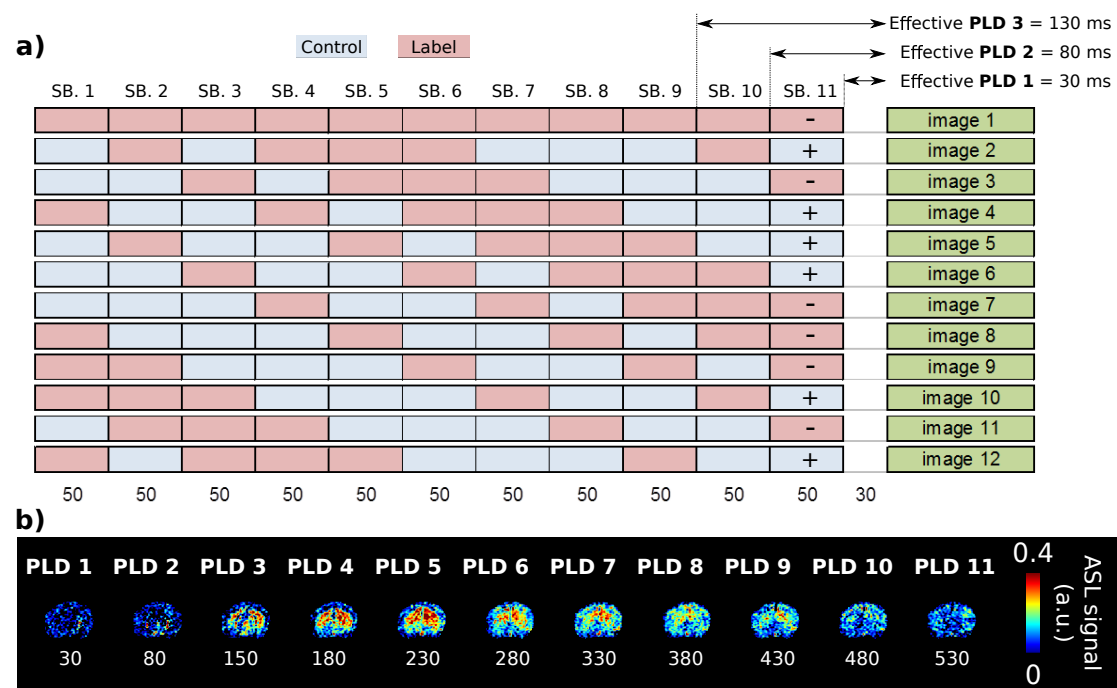 Effective PLD 3 = 130 ms
a)
Control Label
Effective PLD 2 = 80 ms
Effective PLD 1 = 30 ms
SB. 1 SB. 2 SB. 3 SB. 4 SB. 5 SB. 6 SB. 7 SB. 8 SB. 9 SB. 10 SB. 11
- image 1
+ image 2
- image 3
+ image 4
+ image 5
+ image 6
- image 7
- image 8
- image 9
+ image 10
- image 11
+ image 12
50 50 50 50 50 50 50 50 50 50 50 30
b)
PLD 1 PLD 2 PLD 3 PLD 4 PLD 5 PLD 6 PLD 7 PLD 8 PLD 9 PLD 10 PLD 11
30 80 150 180 230 280 330 380 430 480 530
0.4
0
ASL signal
(a.u.)